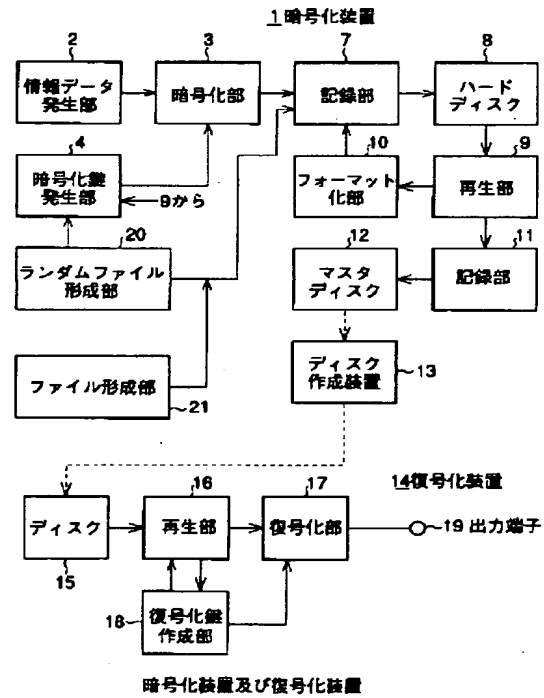 1 暗号化装置
2
3
7
8
情報データ
発生部
暗号化部
記録部
ハード
ディスク
4
10
9
暗号化鍵
発生部
9から
フォーマット
化部
再生部
20
12
11
ランダムファイル
形成部
マスタ
ディスク
記録部
ファイル形成部
21
ディスク
作成装置
13
16
17
14復号化装置
ディスク
再生部
復号化部
19 出力端子
15
18
復号化鍵
作成部
暗号化装置及び復号化装置